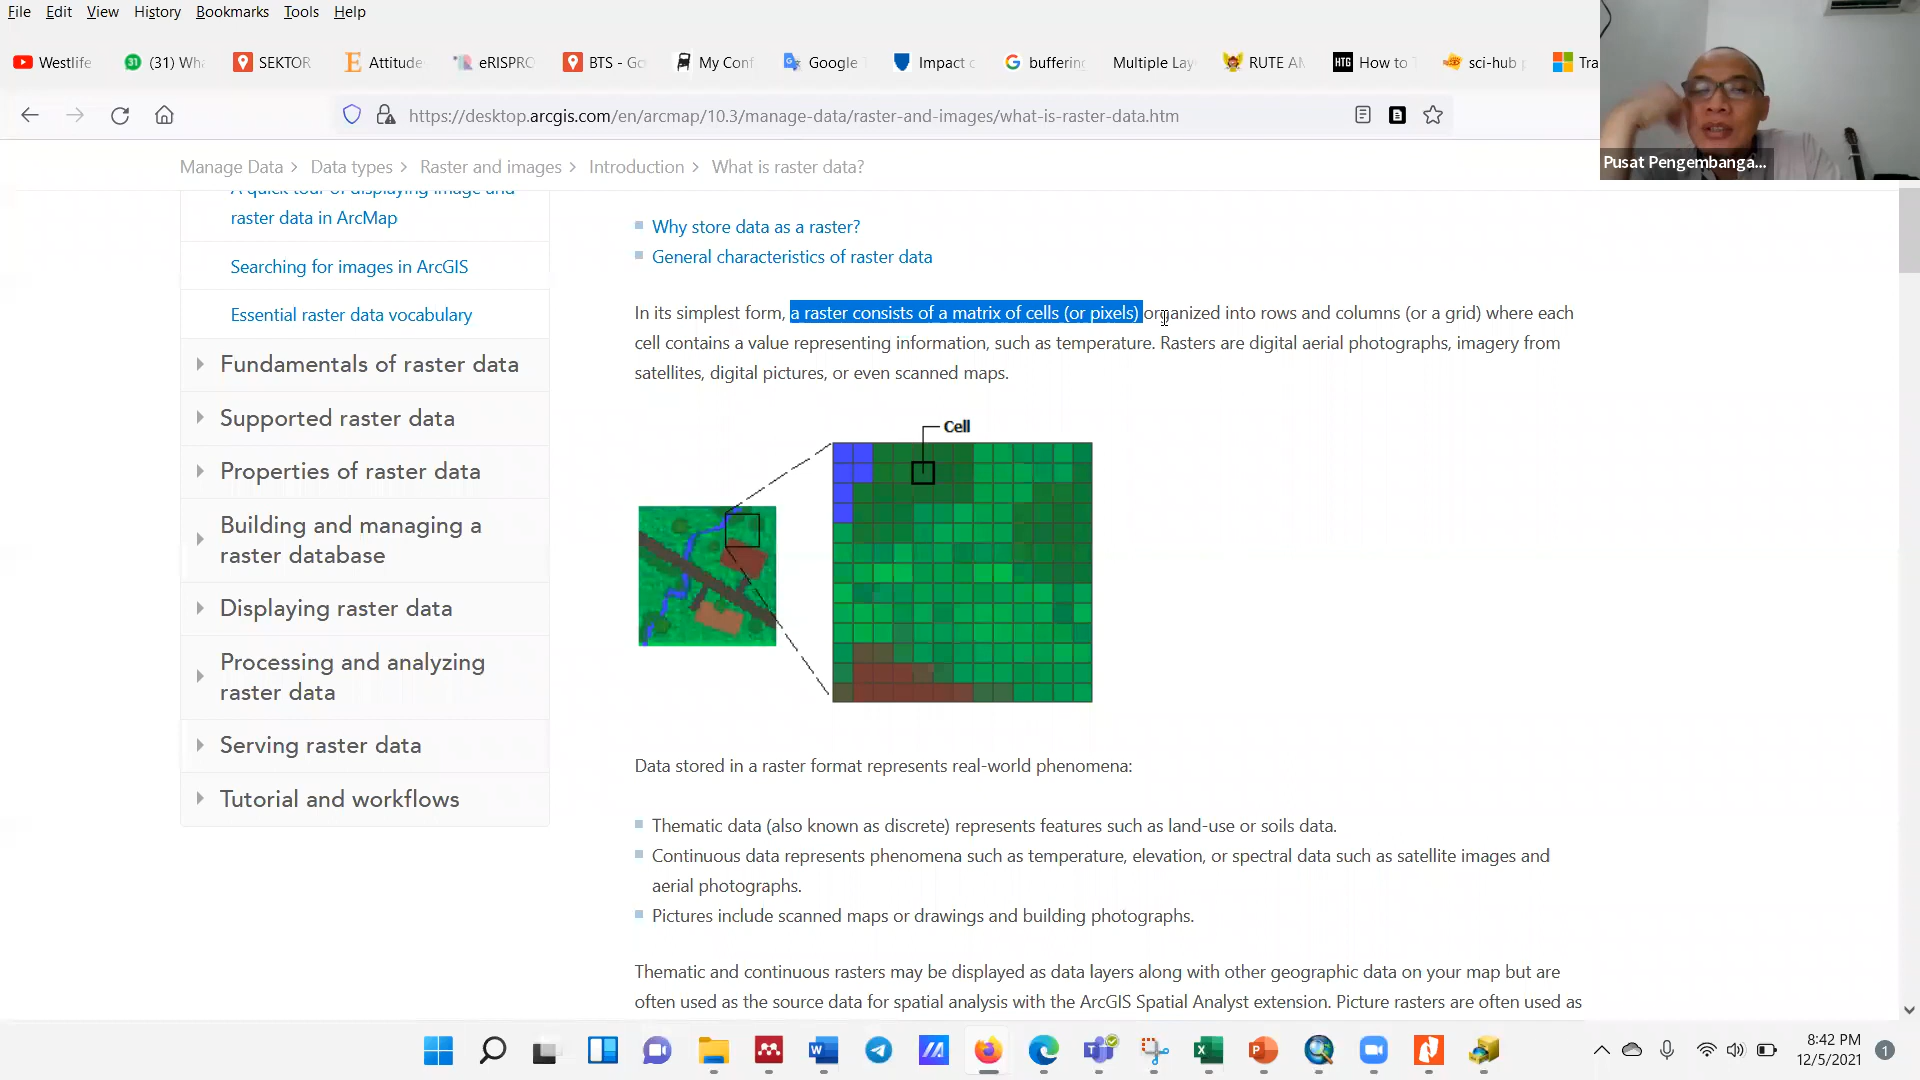 File Edit View History Bookmarks Tools Help
Westlife (31) Wha SEKTOR Attitude eRISPRO BTS - Go My Conf Google Impact c buffering Multiple Lay RUTE AM How to sci-hub Tra
https://desktop.arcgis.com/en/arcmap/10.3/manage-data/raster-and-images/what-is-raster-data.htm
Pusat Pengembanga...
Manage Data Data types Raster and images Introduction What is raster data?
A quick tour of displaying image and
raster data in ArcMap
Searching for images in ArcGIS
Essential raster data vocabulary
Fundamentals of raster data
Supported raster data
Properties of raster data
Building and managing a
raster database
Displaying raster data
Processing and analyzing
raster data
Serving raster data
Tutorial and workflows
Why store data as a raster?
General characteristics of raster data
In its simplest form, a raster consists of a matrix of cells (or pixels) organized into rows and columns (or a grid) where each
cell contains a value representing information, such as temperature. Rasters are digital aerial photographs, imagery from
satellites, digital pictures, or even scanned maps.
Cell
Data stored in a raster format represents real-world phenomena:
Thematic data (also known as discrete) represents features such as land-use or soils data.
Continuous data represents phenomena such as temperature, elevation, or spectral data such as satellite images and
aerial photographs.
Pictures include scanned maps or drawings and building photographs.
Thematic and continuous rasters may be displayed as data layers along with other geographic data on your map but are
often used as the source data for spatial analysis with the ArcGIS Spatial Analyst extension. Picture rasters are often used as
8:42 PM
12/5/2021
1